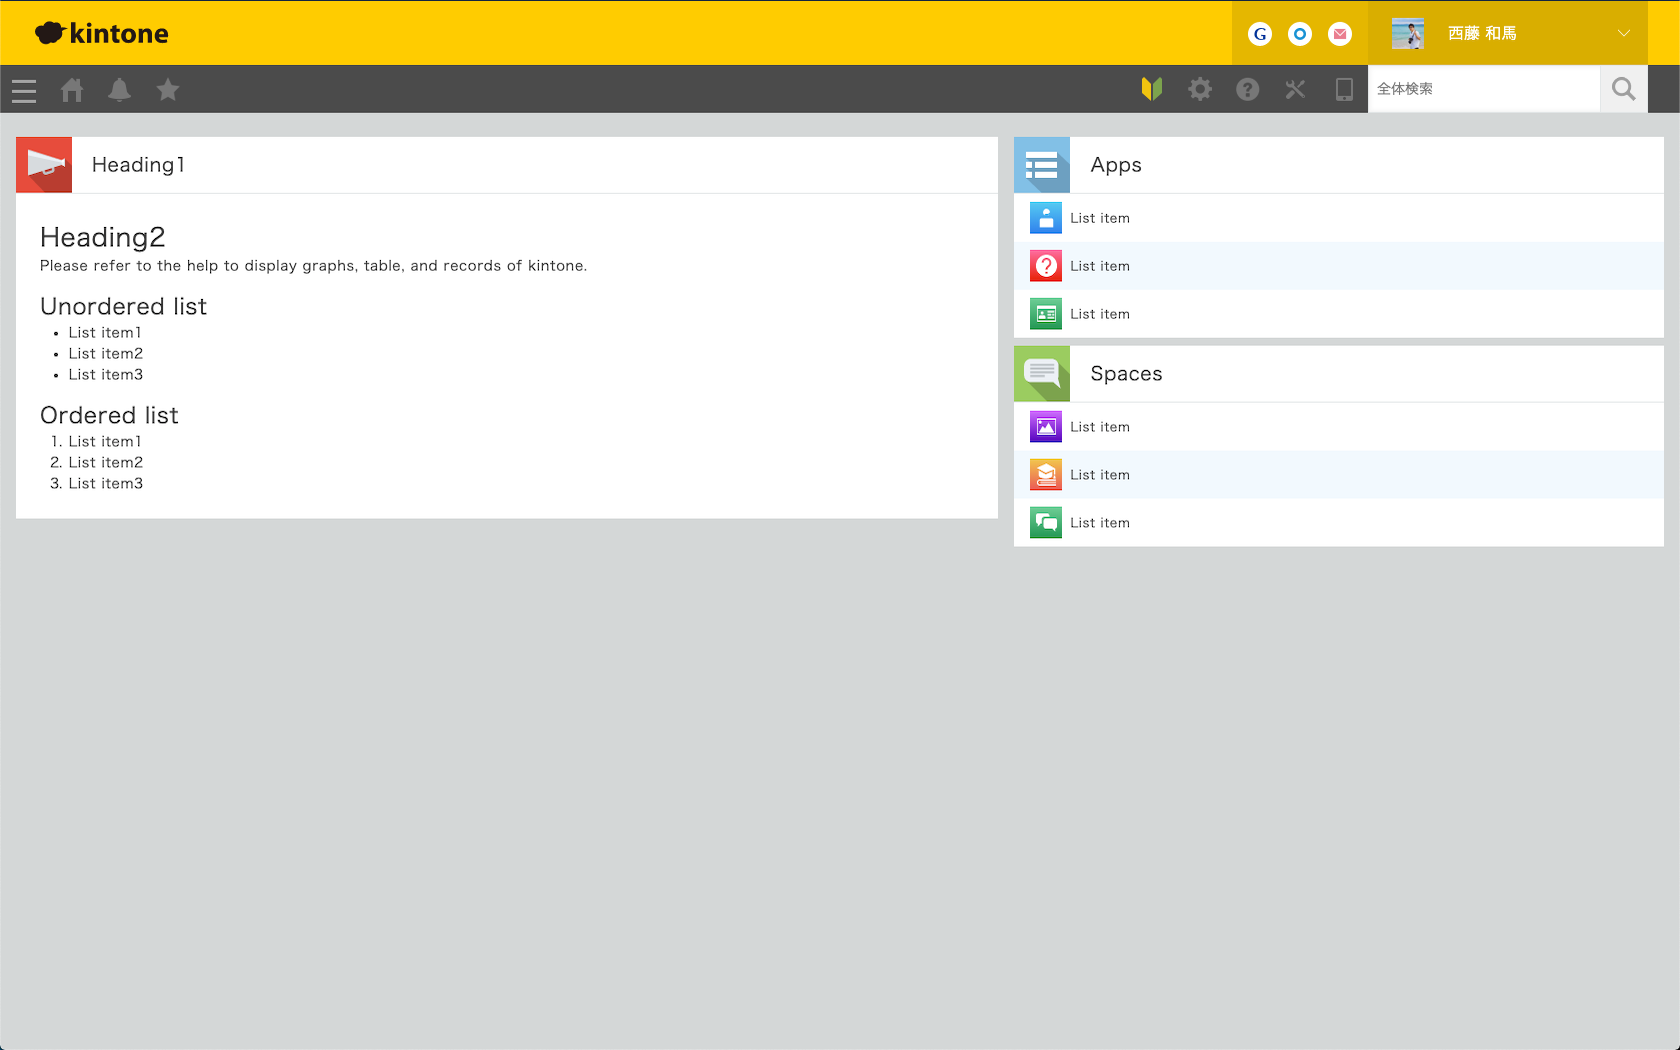 kintone
G
西藤 和馬
全体検索
Heading1
Heading2
Please refer to the help to display graphs, table, and records of kintone.
Unordered list
• List item1
• List item2
• List item3
Ordered list
1. List item1
2. List item2
3. List item3
Apps
List item
List item
List item
Spaces
List item
List item
List item